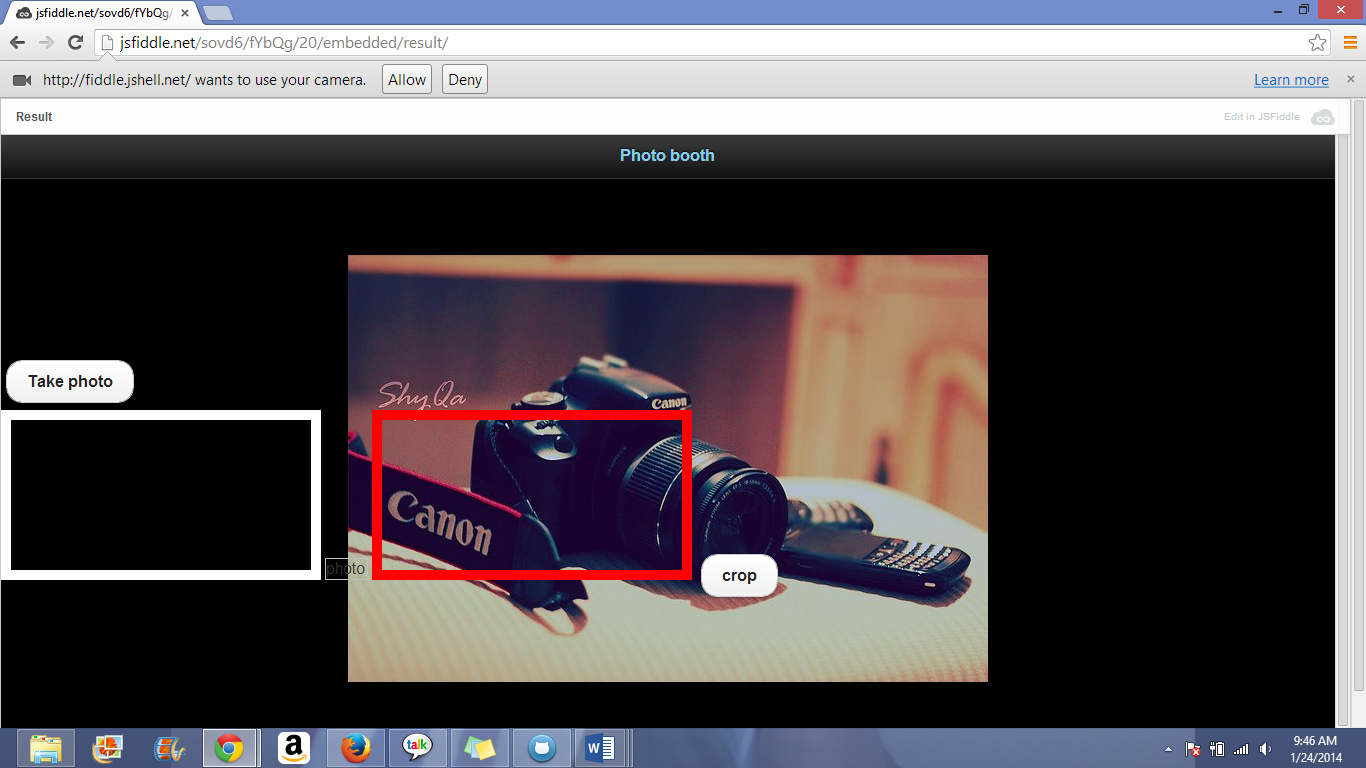 jsfiddle.net/sovd6/fYbQg/
jsfiddle.net/sovd6/fYbQg/20/embedded/result/
http://fiddle.jshell.net/ wants to use your camera. Allow Deny Learn more
Result Edit in JSFiddle
Photo booth
Take photo
ShyQa
Canon
Canon
photo
crop
a talk W
9:46 AM
1/24/2014